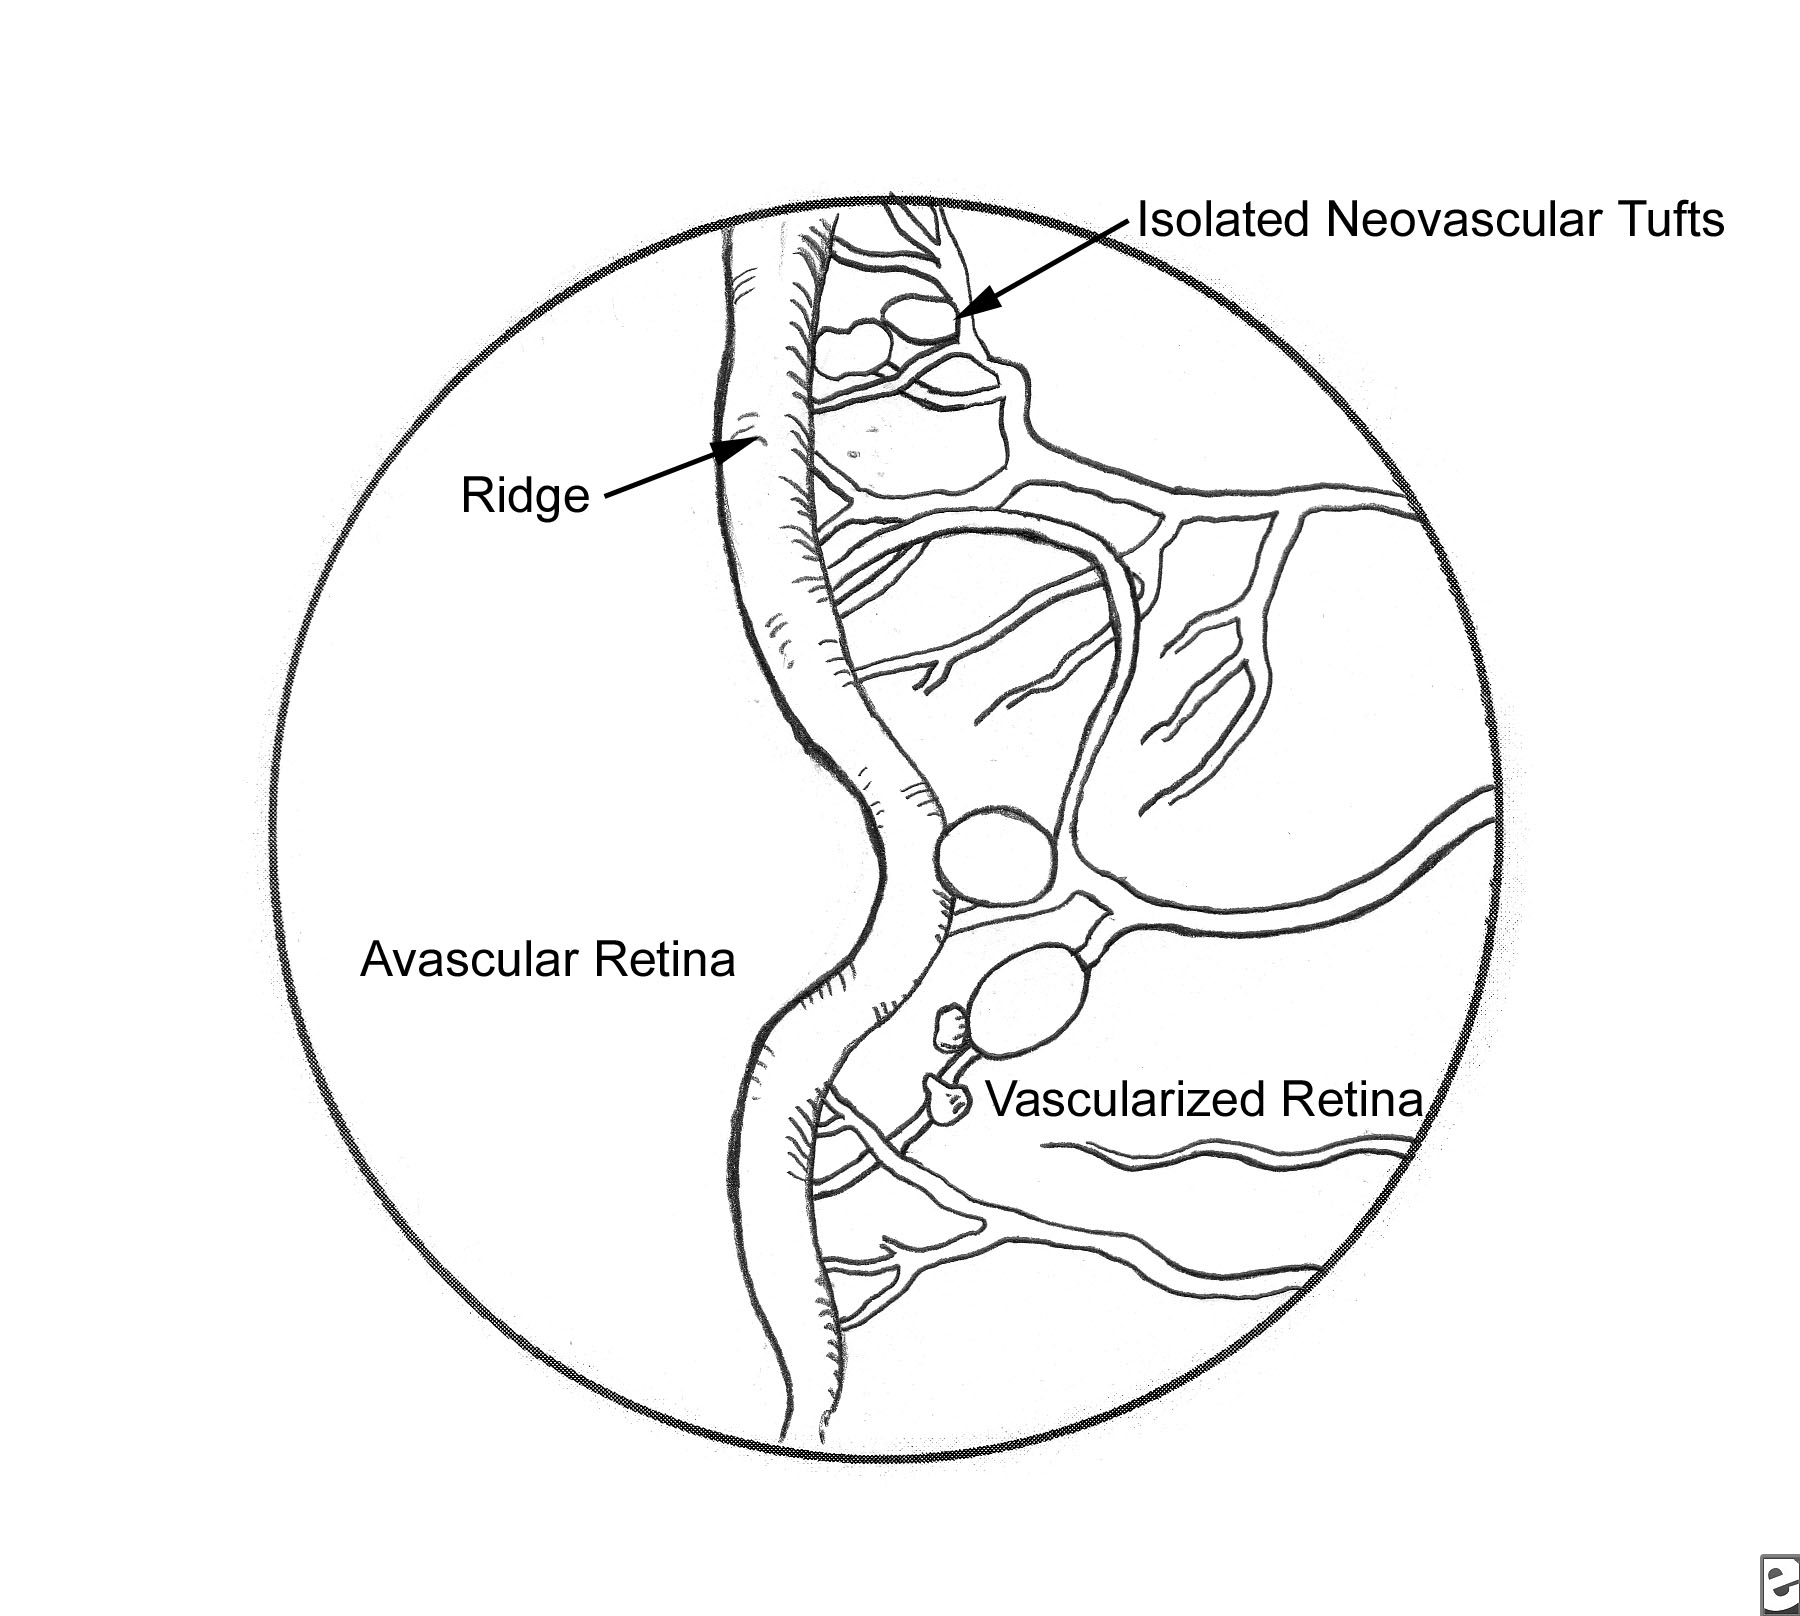 Isolated Neovascular Tufts
Ridge
Avascular Retina
Vascularized Retina
e